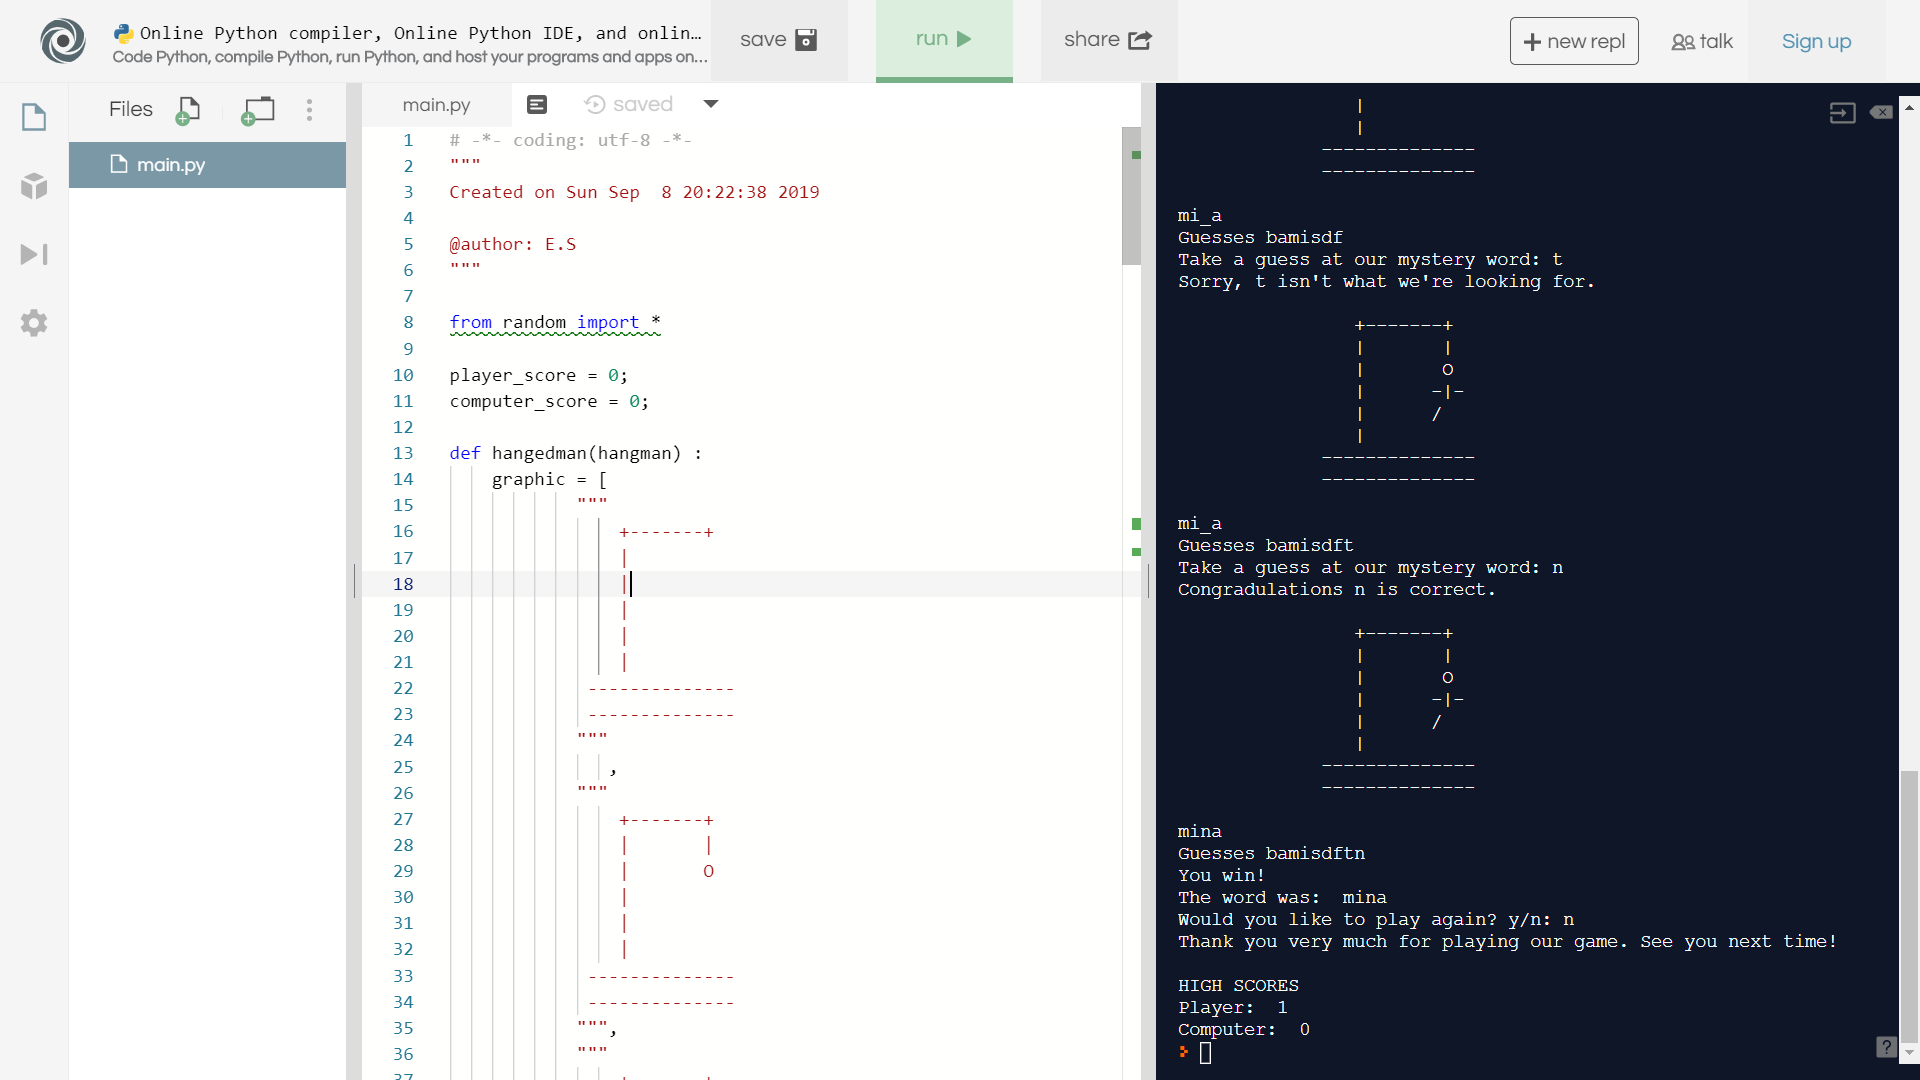 Online Python compiler, Online Python IDE, and onlin...
Code Python, compile Python, run Python, and host your programs and apps on...
save
run
share
+ new repl
talk
Sign up
Files
main.py
main.py
saved
1 # -*- coding: utf-8 -*-
2 """
3 Created on Sun Sep  8 20:22:38 2019
4
5 @author: E.S
6 """
7
8 from random import *
9
10 player_score = 0;
11 computer_score = 0;
12
13 def hangedman(hangman) :
14     graphic = [
15             """
16                 +-------+
17                 |
18                 |
19                 |
20                 |
21                 |
22              --------------
23              --------------
24             """
25                ,
26             """
27                 +-------+
28                 |       |
29                 |       O
30                 |
31                 |
32                 |
33              --------------
34              --------------
35             """,
36             """
37                 +-------+
                |
                |
             --------------
             --------------
mi_a
Guesses bamisdf
Take a guess at our mystery word: t
Sorry, t isn't what we're looking for.
                +-------+
                |       |
                |       O
                |      -|-
                |      /
                |
             --------------
             --------------
mi_a
Guesses bamisdft
Take a guess at our mystery word: n
Congradulations n is correct.
                +-------+
                |       |
                |       O
                |      -|-
                |      /
                |
             --------------
             --------------
mina
Guesses bamisdftn
You win!
The word was:  mina
Would you like to play again? y/n: n
Thank you very much for playing our game. See you next time!
HIGH SCORES
Player:  1
Computer:  0
?